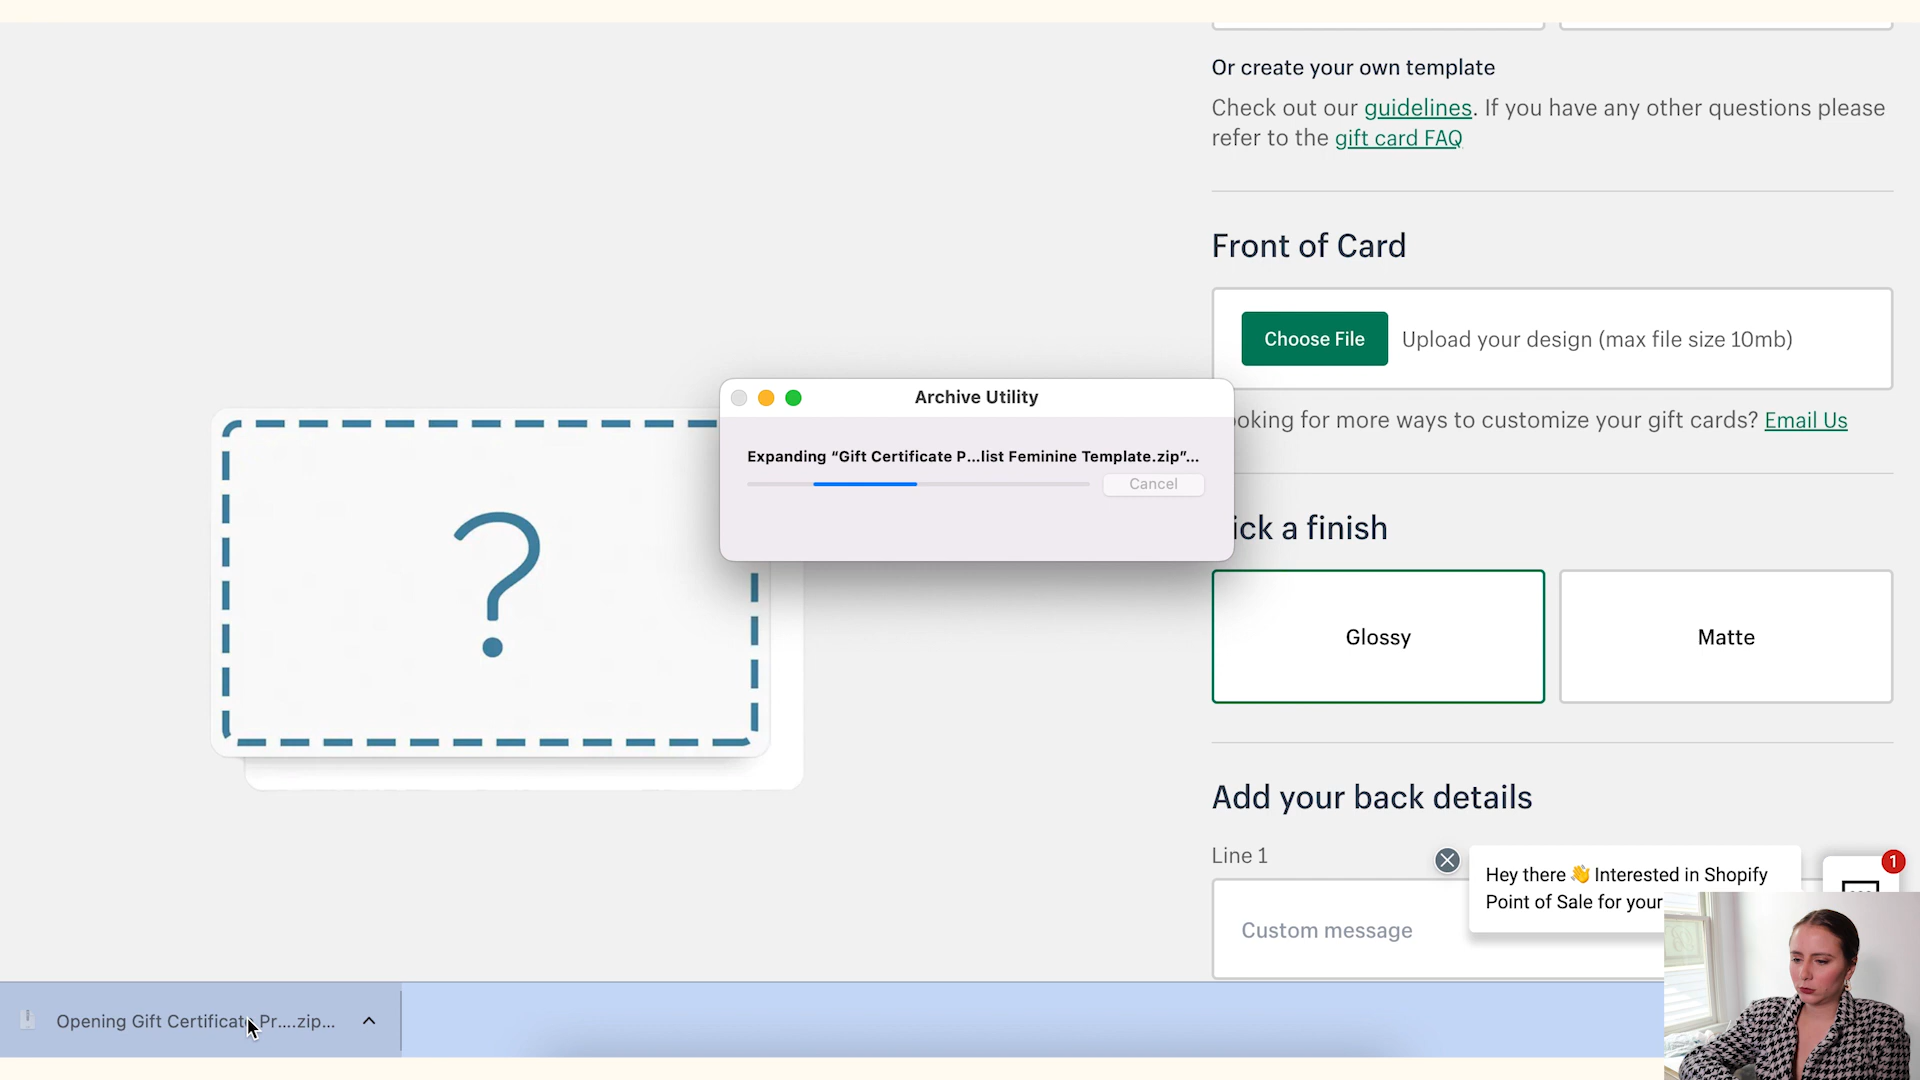 Or create your own template
Check out our guidelines. If you have any other questions please
refer to the gift card FAQ
Front of Card
Choose File
Upload your design (max file size 10mb)
oking for more ways to customize your gift cards? Email Us
Archive Utility
Expanding “Gift Certificate P...list Feminine Template.zip”...
Cancel
?
ick a finish
Glossy
Matte
Add your back details
Line 1
Custom message
Hey there 👋 Interested in Shopify
Point of Sale for your
1
Opening Gift Certificate Pr....zip...